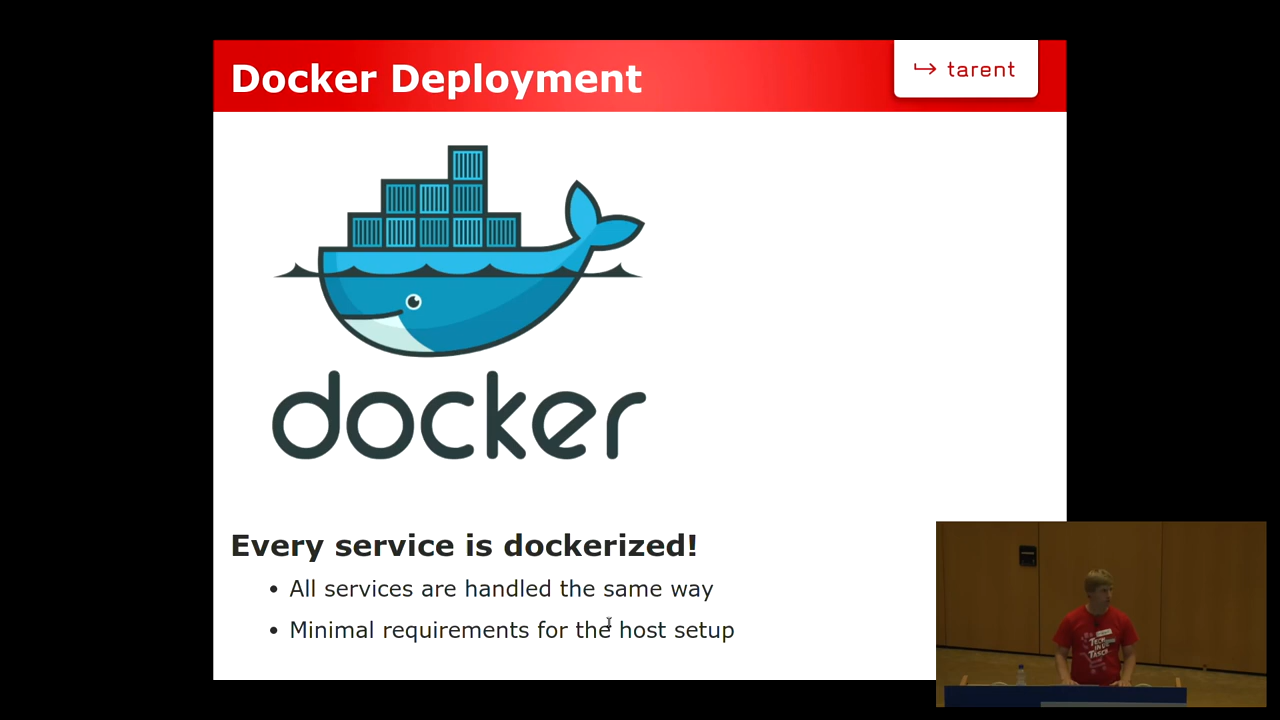 Docker Deployment
tarent
docker
Every service is dockerized!
All services are handled the same way
Minimal requirements for the host setup